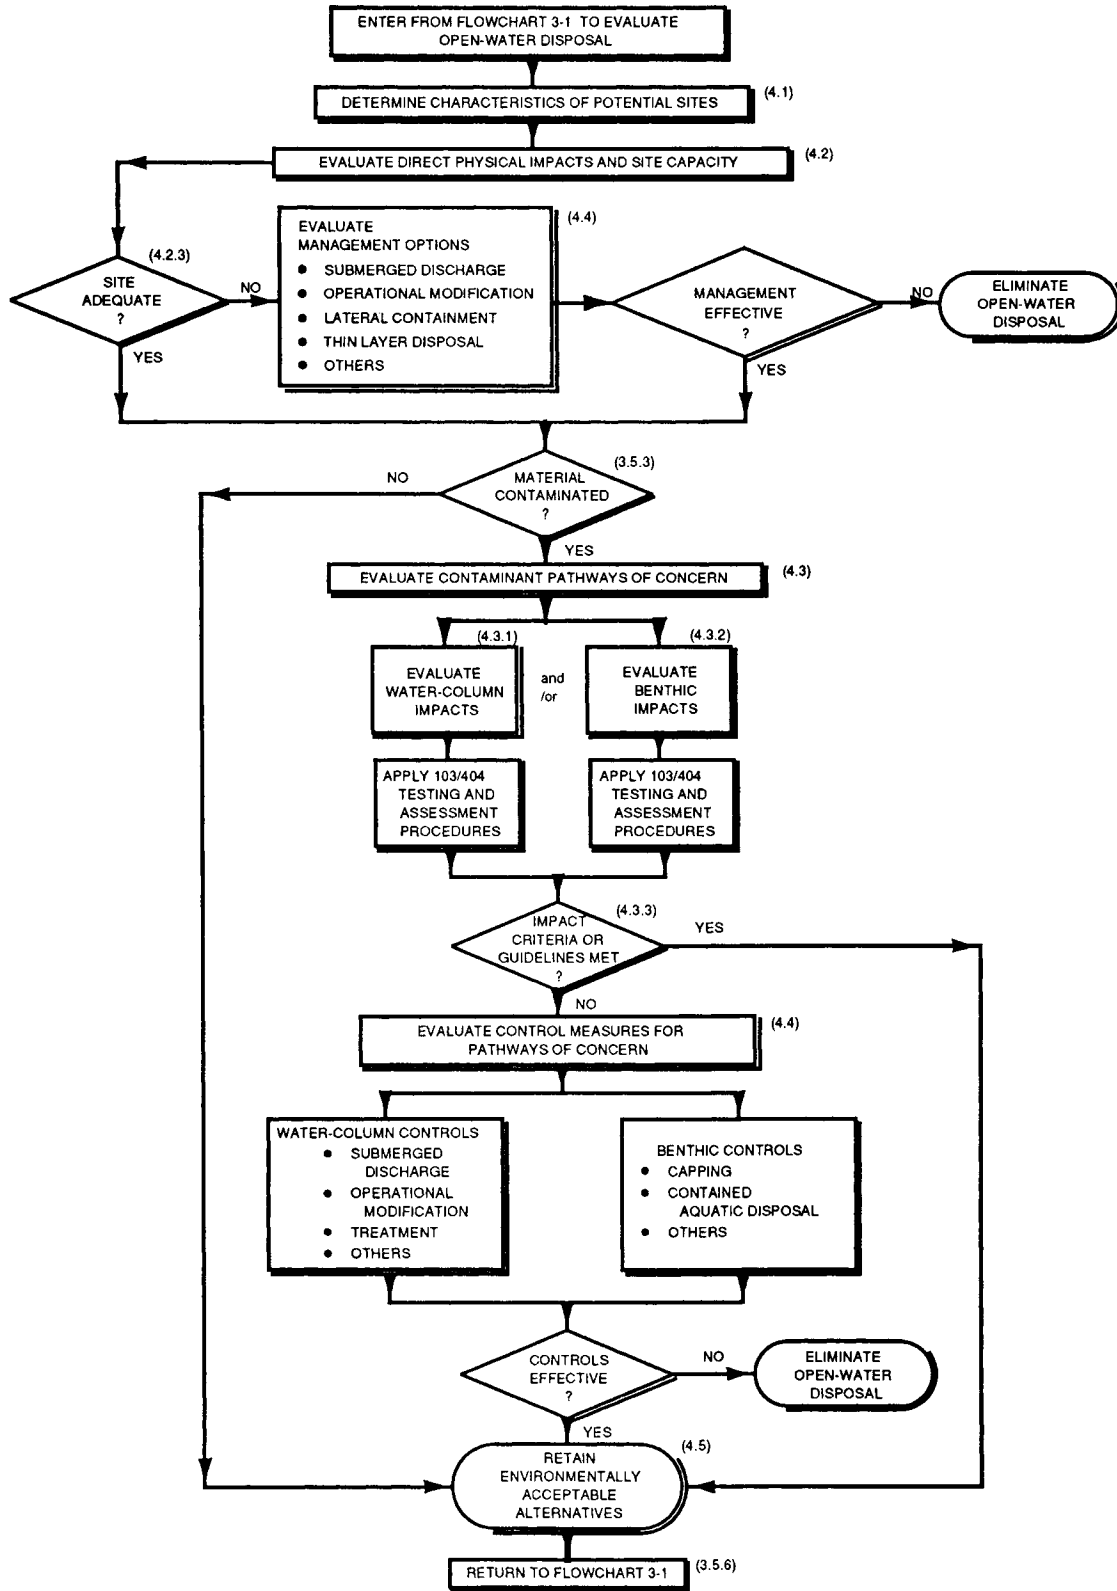 ENTER FROM FLOWCHART 3-1 TO EVALUATE
OPEN-WATER DISPOSAL
DETERMINE CHARACTERISTICS OF POTENTIAL SITES
(4.1)
EVALUATE DIRECT PHYSICAL IMPACTS AND SITE CAPACITY
(4.2)
(4.2.3)
SITE
ADEQUATE
?
NO
YES
(4.4)
EVALUATE
MANAGEMENT OPTIONS
● SUBMERGED DISCHARGE
● OPERATIONAL MODIFICATION
● LATERAL CONTAINMENT
● THIN LAYER DISPOSAL
● OTHERS
MANAGEMENT
EFFECTIVE
?
NO
YES
ELIMINATE
OPEN-WATER
DISPOSAL
(3.5.3)
MATERIAL
CONTAMINATED
?
NO
YES
EVALUATE CONTAMINANT PATHWAYS OF CONCERN
(4.3)
(4.3.1)
EVALUATE
WATER-COLUMN
IMPACTS
and
/or
(4.3.2)
EVALUATE
BENTHIC
IMPACTS
APPLY 103/404
TESTING AND
ASSESSMENT
PROCEDURES
APPLY 103/404
TESTING AND
ASSESSMENT
PROCEDURES
(4.3.3)
IMPACT
CRITERIA OR
GUIDELINES MET
?
YES
NO
EVALUATE CONTROL MEASURES FOR
PATHWAYS OF CONCERN
(4.4)
WATER-COLUMN CONTROLS
● SUBMERGED
DISCHARGE
● OPERATIONAL
MODIFICATION
● TREATMENT
● OTHERS
BENTHIC CONTROLS
● CAPPING
● CONTAINED
AQUATIC DISPOSAL
● OTHERS
CONTROLS
EFFECTIVE
?
NO
YES
ELIMINATE
OPEN-WATER
DISPOSAL
(4.5)
RETAIN
ENVIRONMENTALLY
ACCEPTABLE
ALTERNATIVES
RETURN TO FLOWCHART 3-1
(3.5.6)